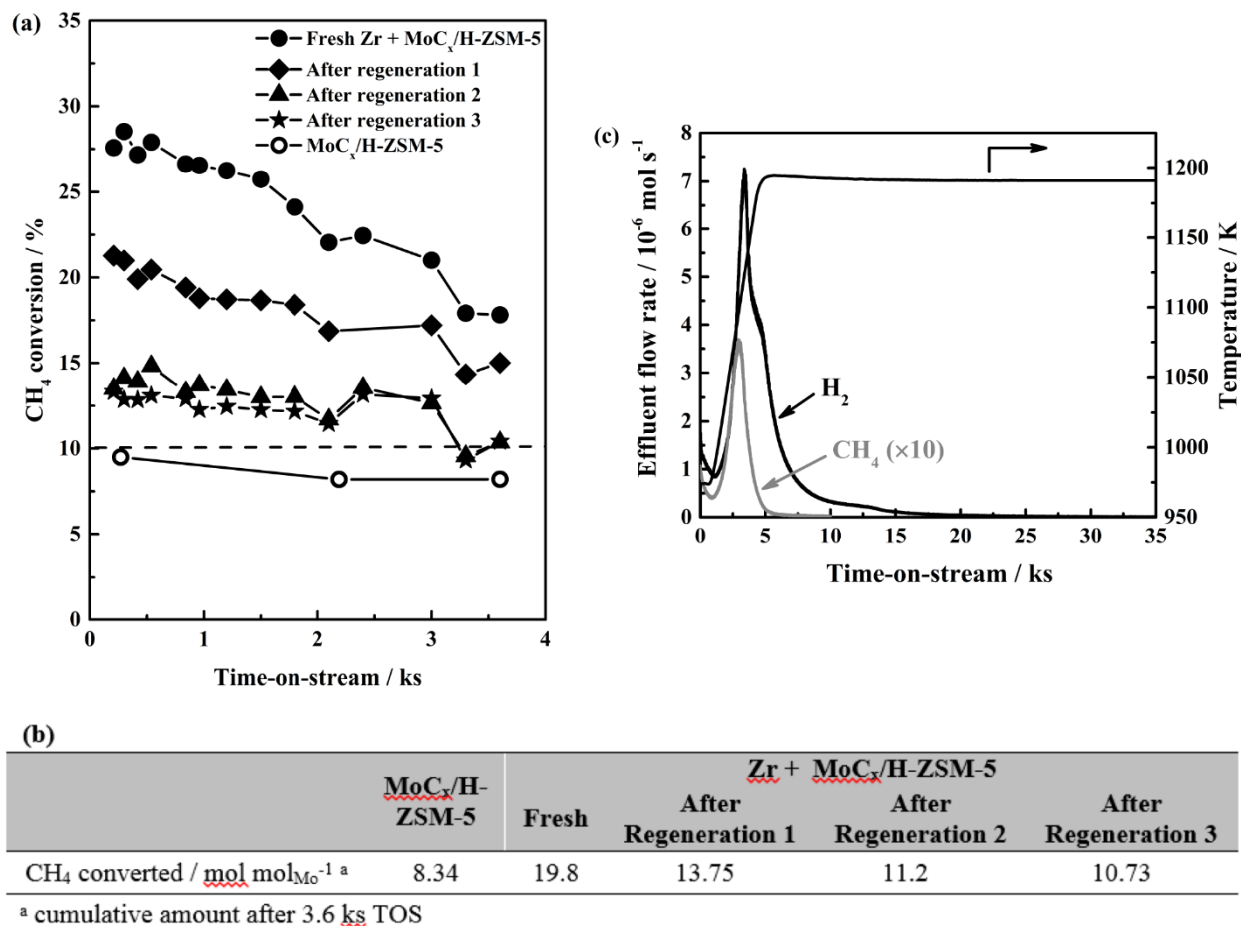 (a)
35
30
25
20
15
10
5
0
CH₄ conversion / %
Fresh Zr + MoCₓ/H-ZSM-5
After regeneration 1
After regeneration 2
After regeneration 3
MoCₓ/H-ZSM-5
0 1 2 3 4
Time-on-stream / ks
(c)
8
7
6
5
4
3
2
1
0
Effluent flow rate / 10⁻⁶ mol s⁻¹
H₂
CH₄ (×10)
1200
1150
1100
1050
1000
950
Temperature / K
0 5 10 15 20 25 30 35
Time-on-stream / ks
(b)
MoCₓ/H-
ZSM-5
Zr + MoCₓ/H-ZSM-5
Fresh
After
Regeneration 1
After
Regeneration 2
After
Regeneration 3
CH₄ converted / mol mol_Mo⁻¹ ᵃ 8.34 19.8 13.75 11.2 10.73
ᵃ cumulative amount after 3.6 ks TOS